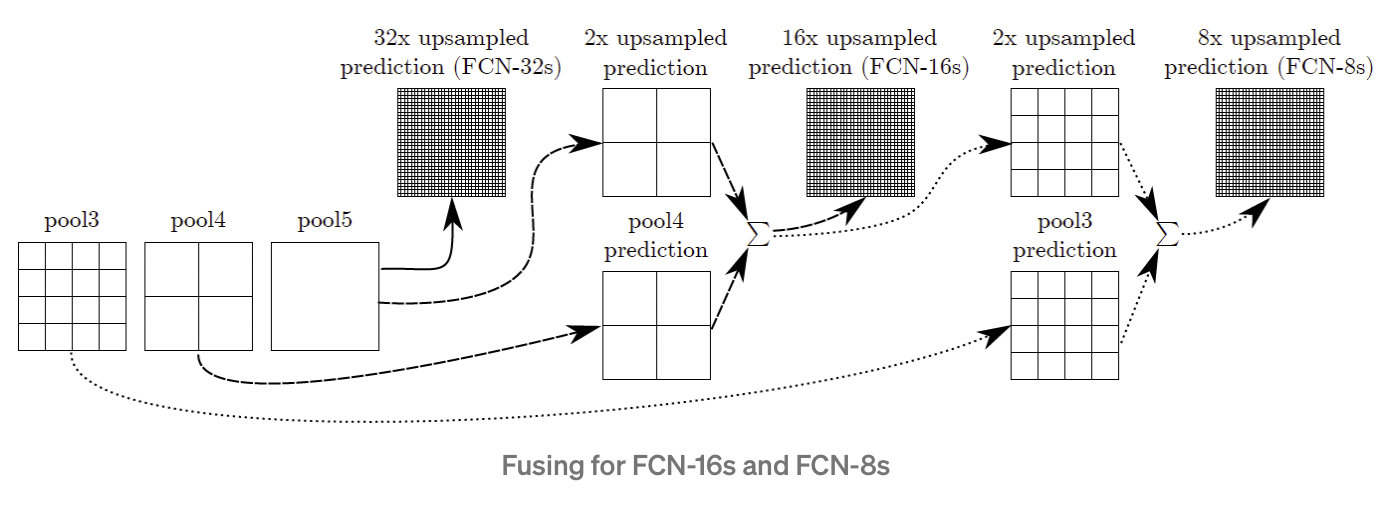 32x upsampled
prediction (FCN-32s)
2x upsampled
prediction
16x upsampled
prediction (FCN-16s)
2x upsampled
prediction
8x upsampled
prediction (FCN-8s)
pool3
pool4
pool5
pool4
prediction
∑
pool3
prediction
∑
Fusing for FCN-16s and FCN-8s